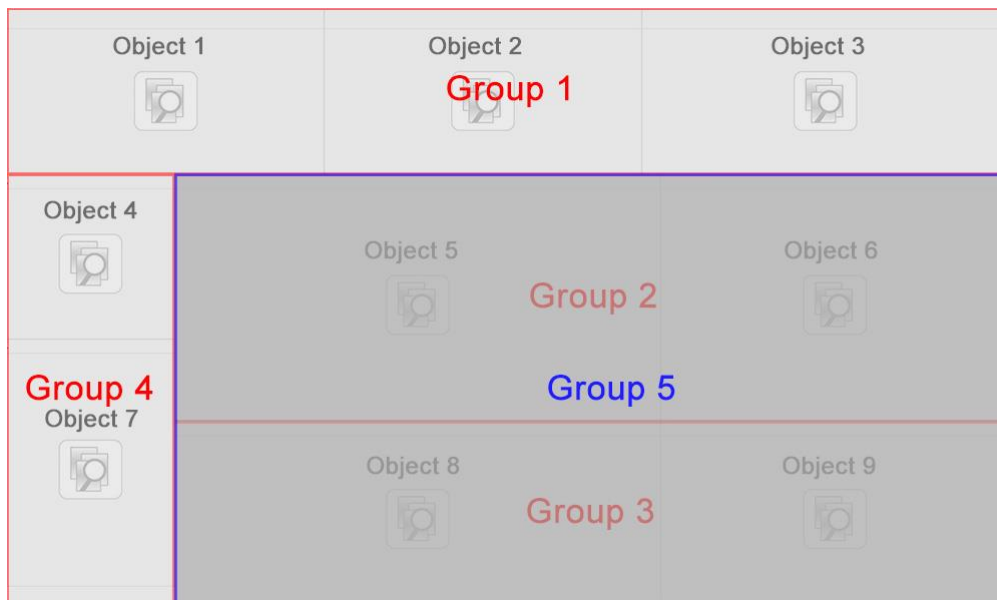 Object 1
Object 2
Object 3
Group 1
Object 4
Object 5
Object 6
Group 2
Group 4
Group 5
Object 7
Object 8
Object 9
Group 3